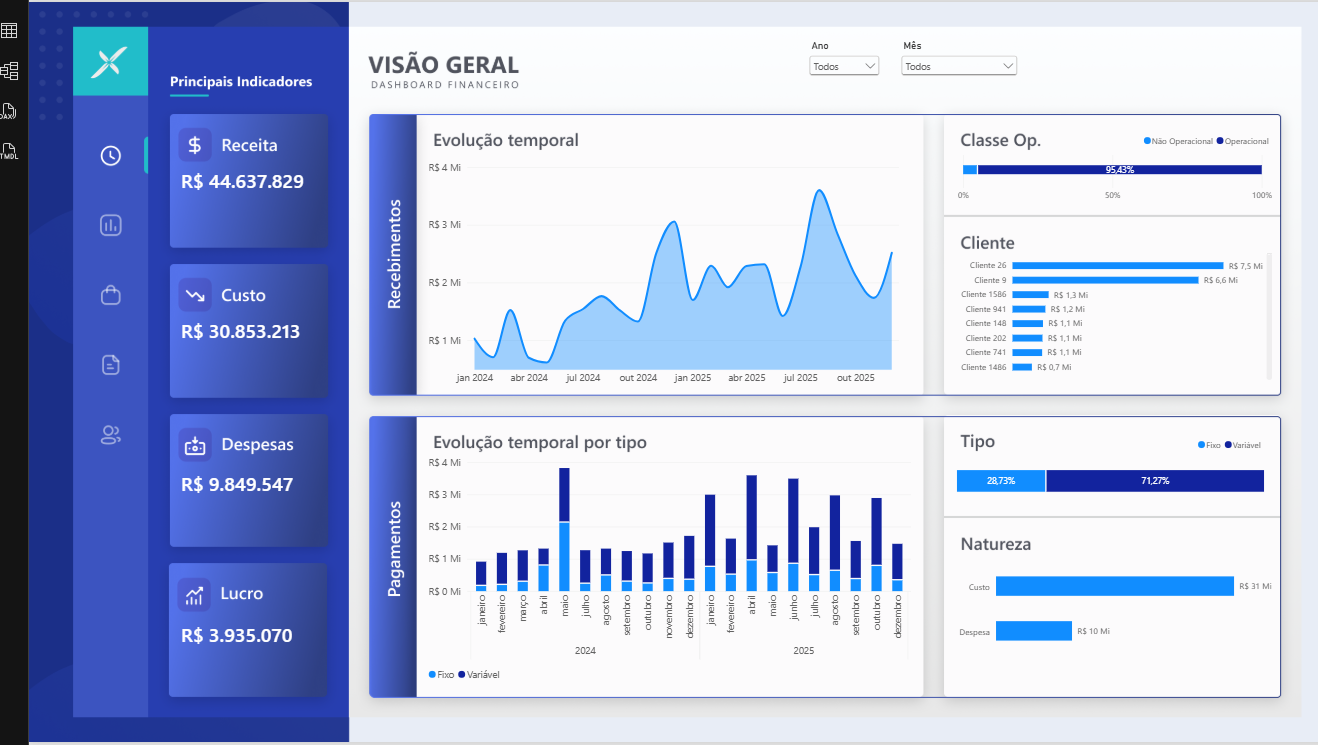 DAX
TMDL
Principais Indicadores
Receita
R$ 44.637.829
Custo
R$ 30.853.213
Despesas
R$ 9.849.547
Lucro
R$ 3.935.070
VISÃO GERAL
DASHBOARD FINANCEIRO
Ano
Todos
Mês
Todos
Recebimentos
Evolução temporal
R$ 4 Mi
R$ 3 Mi
R$ 2 Mi
R$ 1 Mi
jan 2024 abr 2024 jul 2024 out 2024 jan 2025 abr 2025 jul 2025 out 2025
Classe Op.
Não Operacional Operacional
95,43%
0% 50% 100%
Cliente
Cliente 26 R$ 7,5 Mi
Cliente 9 R$ 6,6 Mi
Cliente 1586 R$ 1,3 Mi
Cliente 941 R$ 1,2 Mi
Cliente 148 R$ 1,1 Mi
Cliente 202 R$ 1,1 Mi
Cliente 741 R$ 1,1 Mi
Cliente 1486 R$ 0,7 Mi
Pagamentos
Evolução temporal por tipo
R$ 4 Mi
R$ 3 Mi
R$ 2 Mi
R$ 1 Mi
R$ 0 Mi
janeiro fevereiro março abril maio julho agosto setembro outubro novembro dezembro janeiro fevereiro abril maio junho julho agosto setembro outubro dezembro
2024 2025
Fixo Variável
Tipo
Fixo Variável
28,73% 71,27%
Natureza
Custo R$ 31 Mi
Despesa R$ 10 Mi